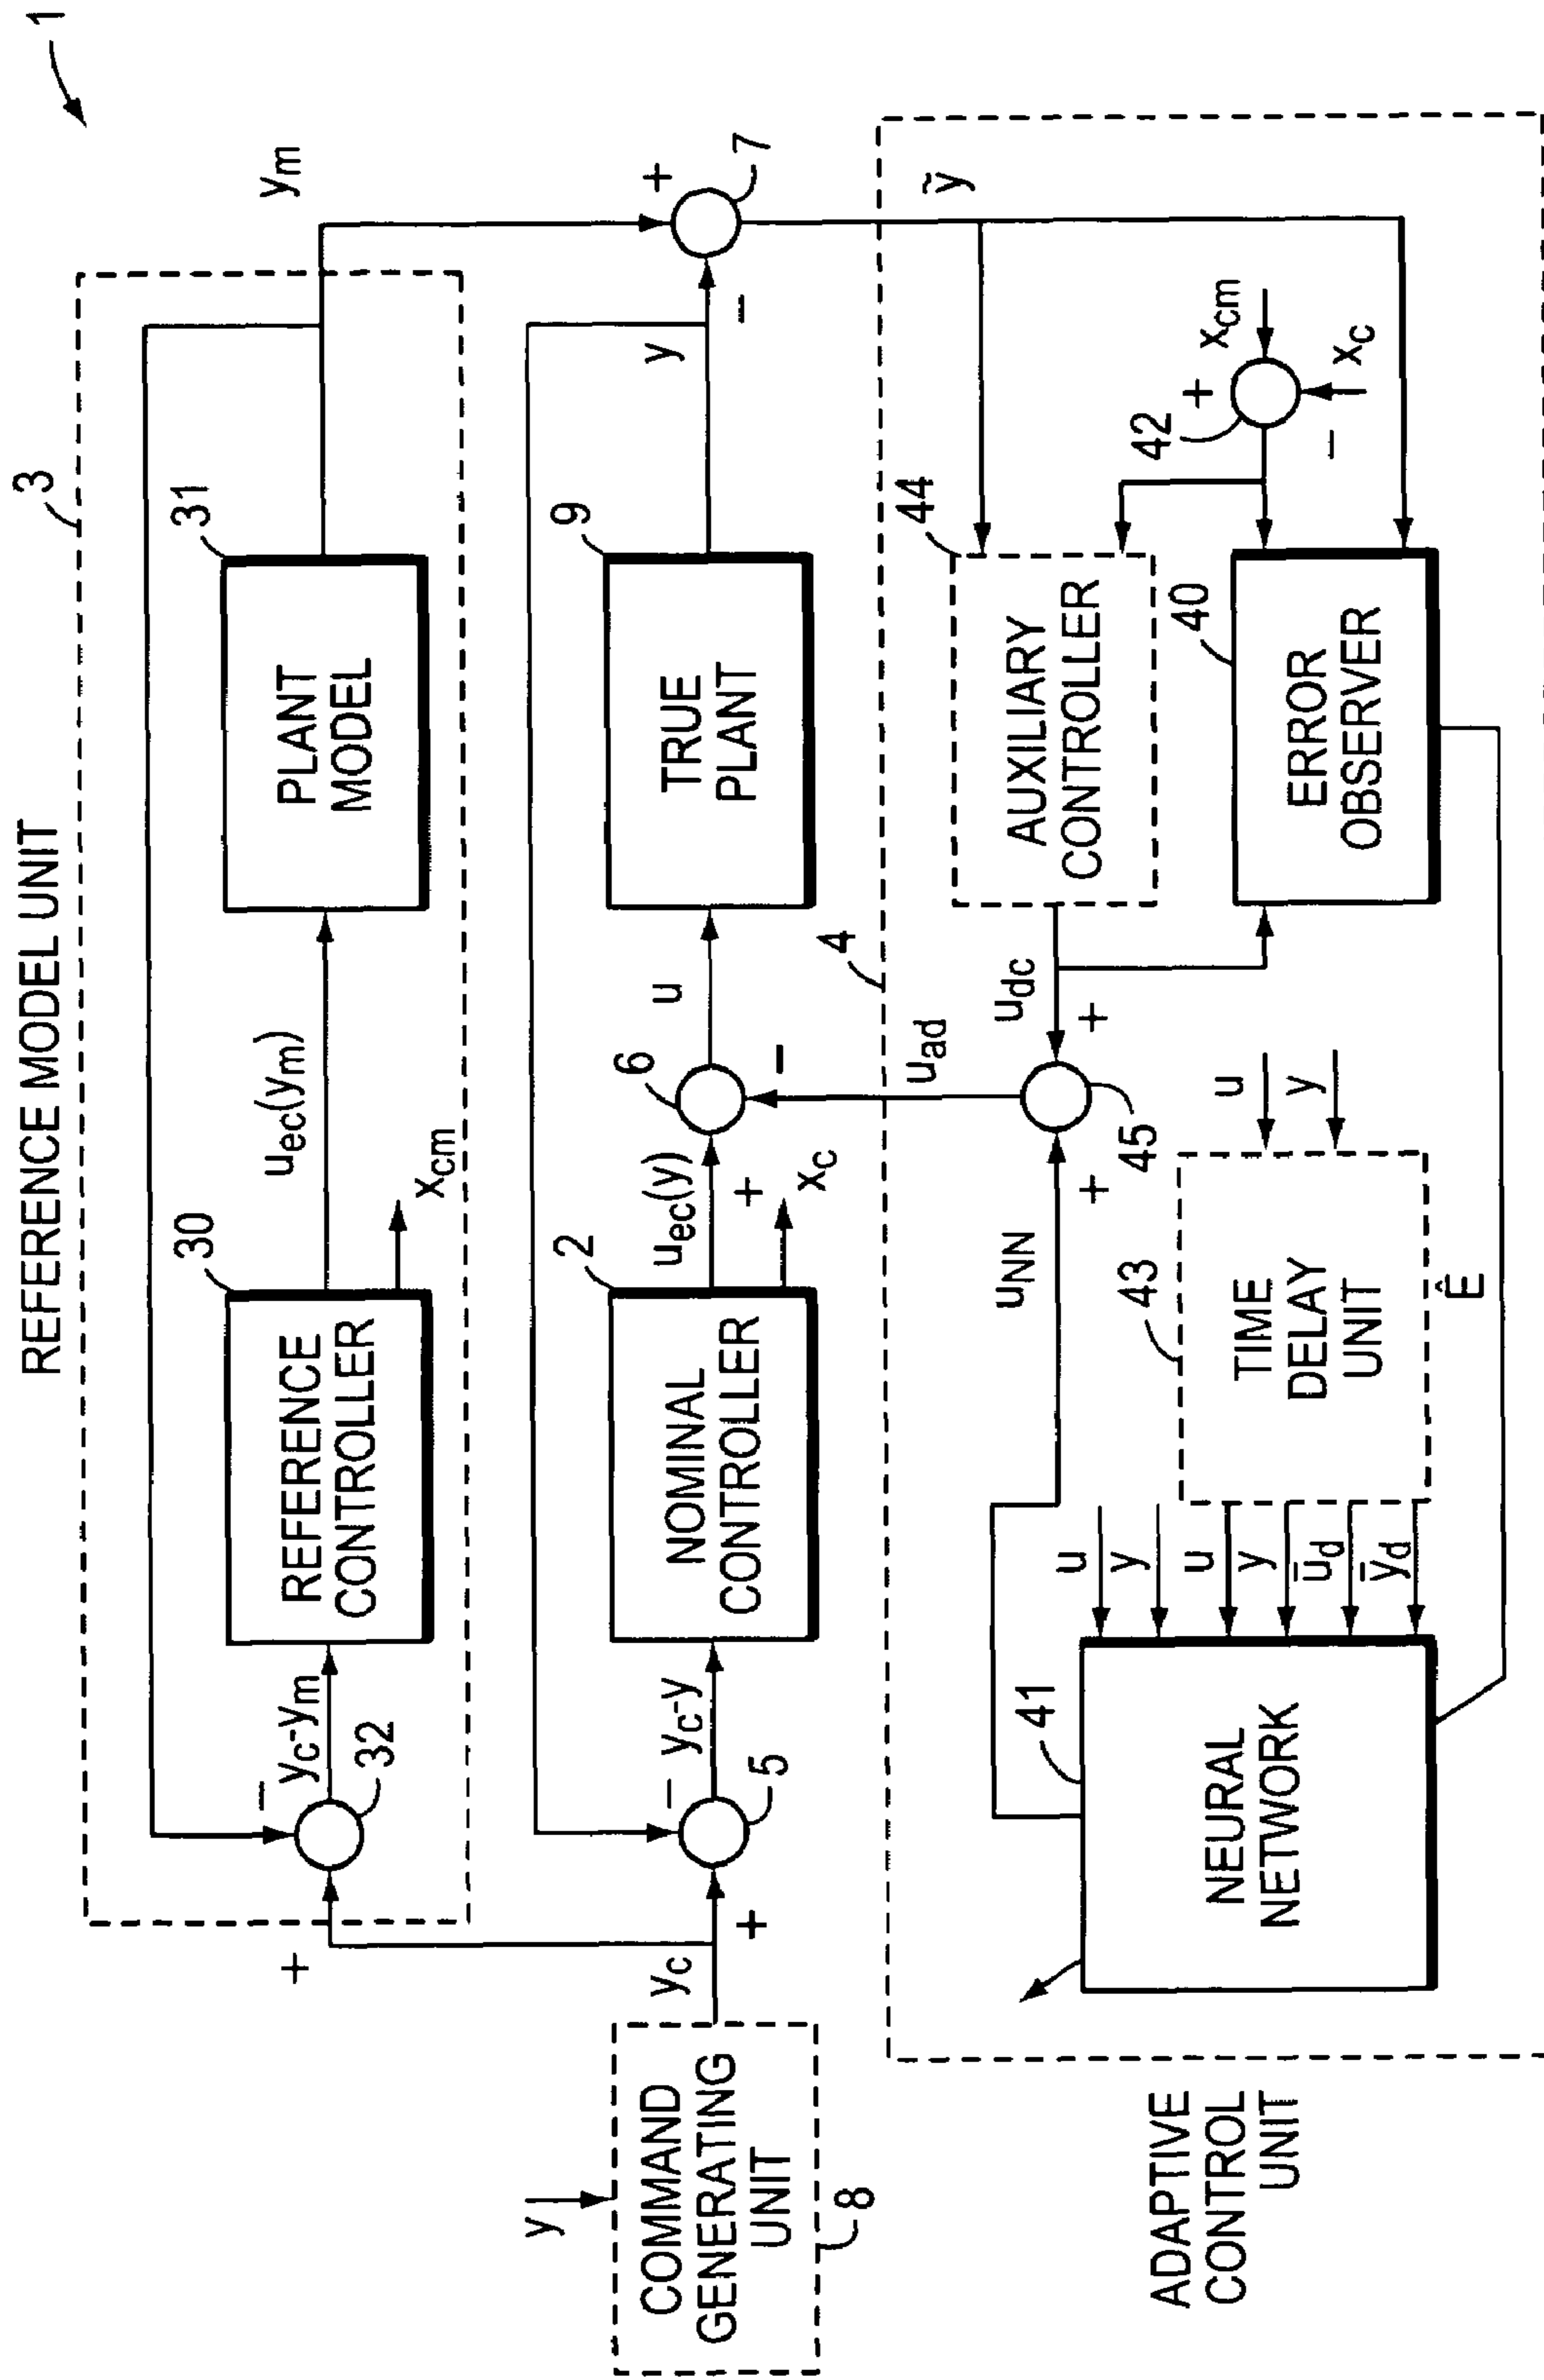 1
REFERENCE MODEL UNIT
3
+
−
y_c-y_m
32
REFERENCE
CONTROLLER
30
x_cm
u_ec(y_m)
PLANT
MODEL
31
y_m
y
COMMAND
GENERATING
UNIT
8
y_c
+
−
y_c-y
5
NOMINAL
CONTROLLER
2
u_ec(y)
+
x_c
6
−
u
TRUE
PLANT
9
y
−
+
7
ADAPTIVE
CONTROL
UNIT
4
NEURAL
NETWORK
41
u
y
u
y
ū_d
ȳ_d
TIME
DELAY
UNIT
43
u
y
Ê
u_NN
+
45
u_ad
u_dc
+
AUXILIARY
CONTROLLER
44
ERROR
OBSERVER
40
42
+
−
x_cm
x_c
ỹ